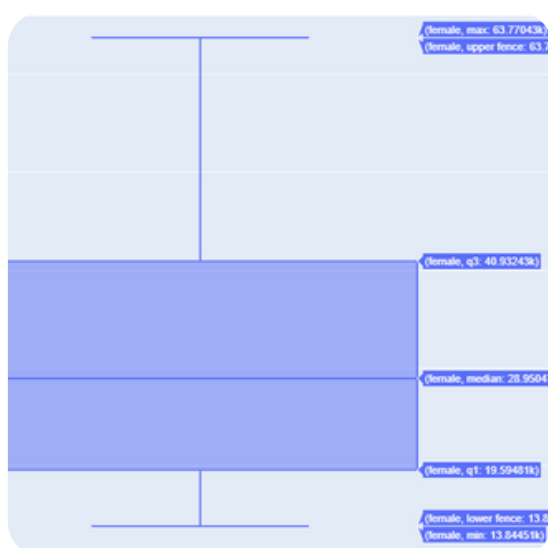 (female, max: 63.77043k)
(female, upper fence: 63.7
(female, q3: 40.93243k)
(female, median: 28.9504
(female, q1: 19.59481k)
(female, lower fence: 13.8
(female, min: 13.84451k)